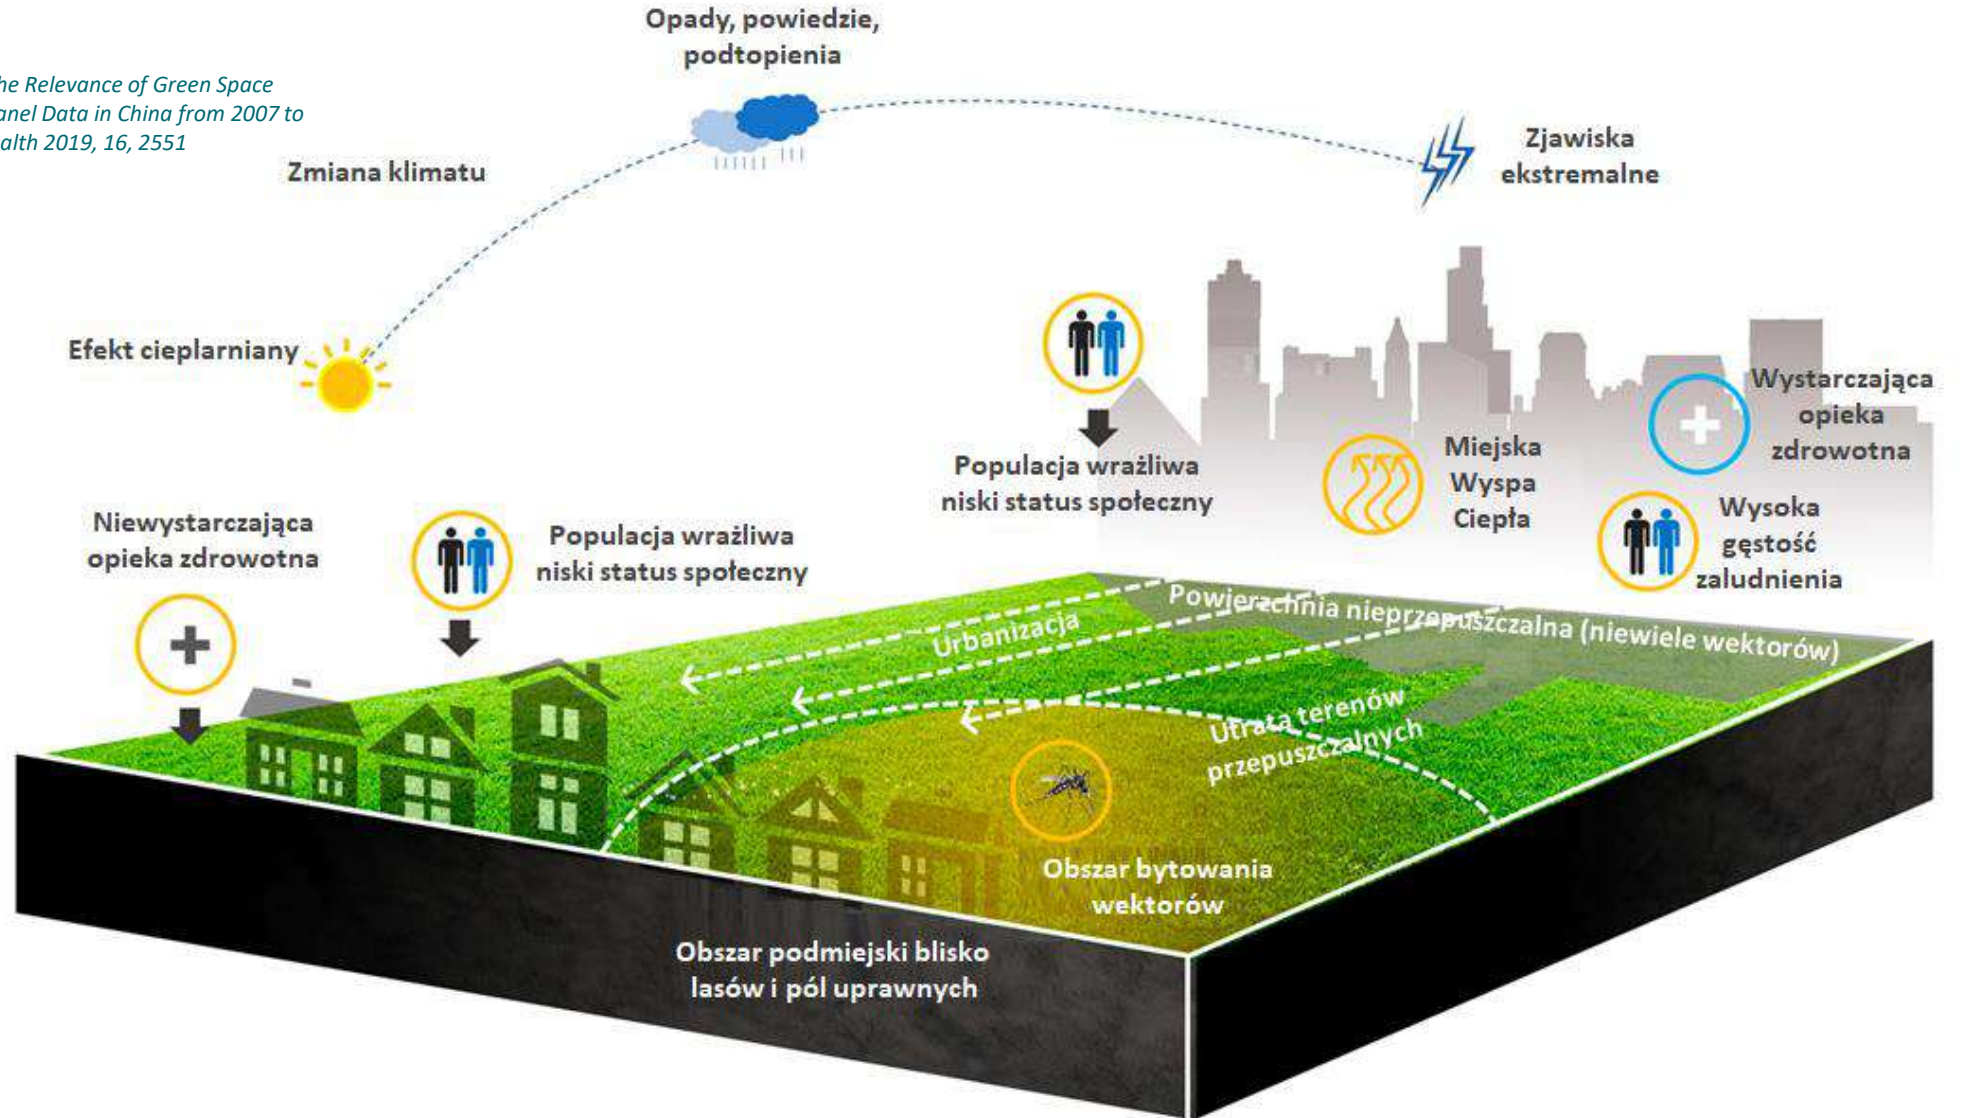 Opady, powiedzie,
podtopienia
he Relevance of Green Space
anel Data in China from 2007 to
alth 2019, 16, 2551
Zmiana klimatu
Zjawiska
ekstremalne
Efekt cieplarniany
Wystarczająca
opieka
zdrowotna
Miejska
Wyspa
Ciepła
Populacja wrażliwa
niski status społeczny
Wysoka
gęstość
zaludnienia
Niewystarczająca
opieka zdrowotna
Populacja wrażliwa
niski status społeczny
Powierzchnia nieprzepuszczalna (niewiele wektorów)
Urbanizacja
Utrata terenów
przepuszczalnych
Obszar bytowania
wektorów
Obszar podmiejski blisko
lasów i pól uprawnych